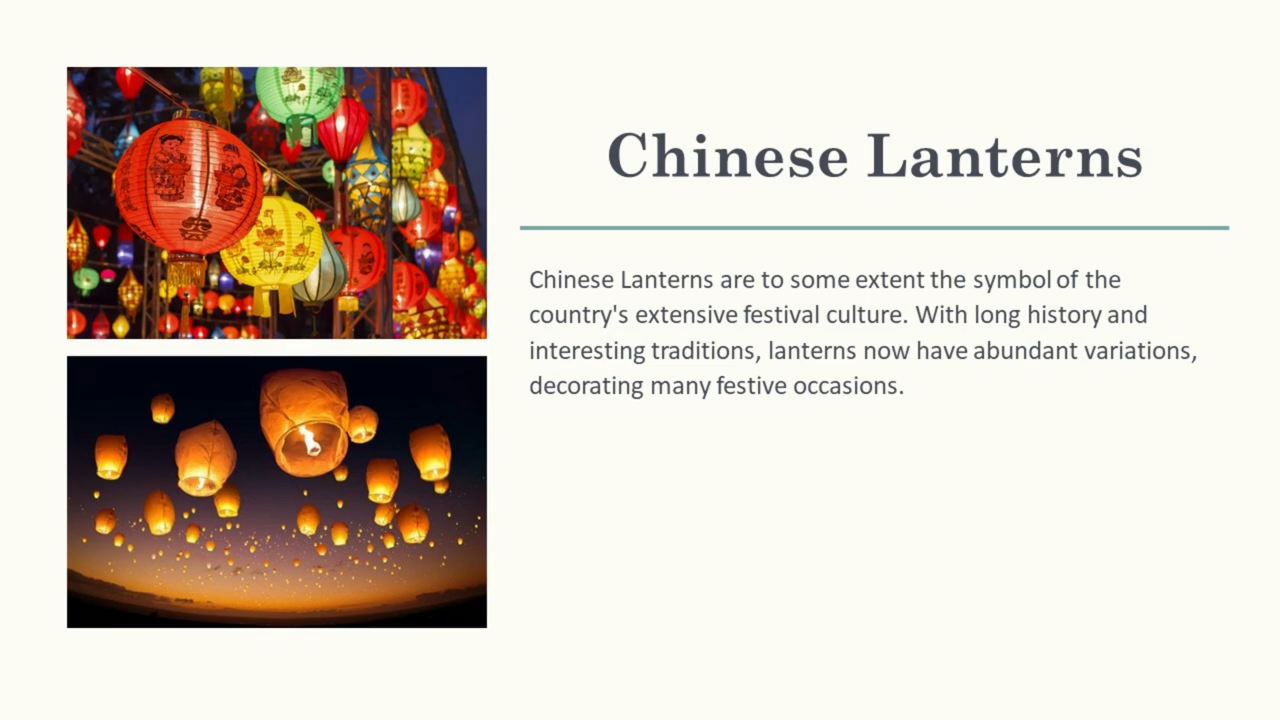 Chinese Lanterns
Chinese Lanterns are to some extent the symbol of the
country's extensive festival culture. With long history and
interesting traditions, lanterns now have abundant variations,
decorating many festive occasions.